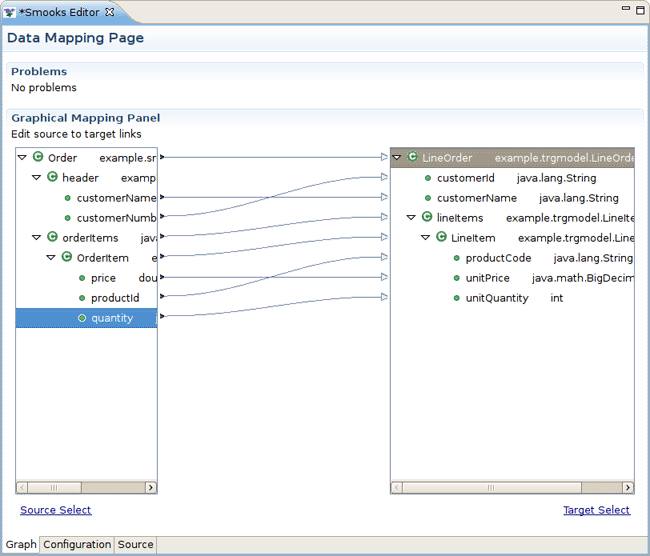 *Smooks Editor
Data Mapping Page
Problems
No problems
Graphical Mapping Panel
Edit source to target links
Order example.sr
header examp
customerName
customerNumb
orderItems java
OrderItem e
price dou
productId
quantity
LineOrder example.trgmodel.LineOrde
customerId java.lang.String
customerName java.lang.String
lineItems example.trgmodel.LineIte
LineItem example.trgmodel.Line
productCode java.lang.String
unitPrice java.math.BigDecim
unitQuantity int
Source Select Target Select
Graph Configuration Source